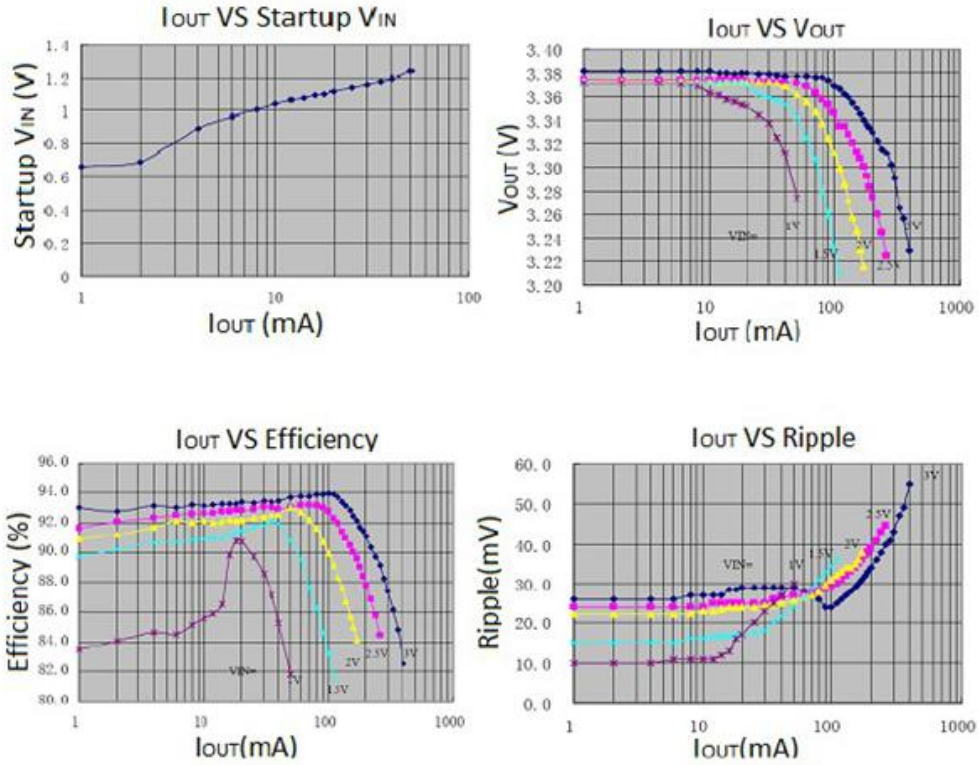 IOUT VS Startup VIN
1.4
1.2
1
0.8
0.6
0.4
0.2
0
Startup VIN (V)
1
10
100
IOUT (mA)
IOUT VS VOUT
3.40
3.38
3.36
3.34
3.32
3.30
3.28
3.26
3.24
3.22
3.20
VOUT (V)
VIN=
1V
1.5V
2V
2.5V
3V
1
10
100
1000
IOUT (mA)
IOUT VS Efficiency
96.0
94.0
92.0
90.0
88.0
86.0
84.0
82.0
80.0
Efficiency (%)
VIN=
1V
1.5V
2V
2.5V
3V
1
10
100
1000
IOUT(mA)
IOUT VS Ripple
60.0
50.0
40.0
30.0
20.0
10.0
0.0
Ripple(mV)
VIN=
1V
1.5V
2V
2.5V
3V
1
10
100
1000
IOUT(mA)